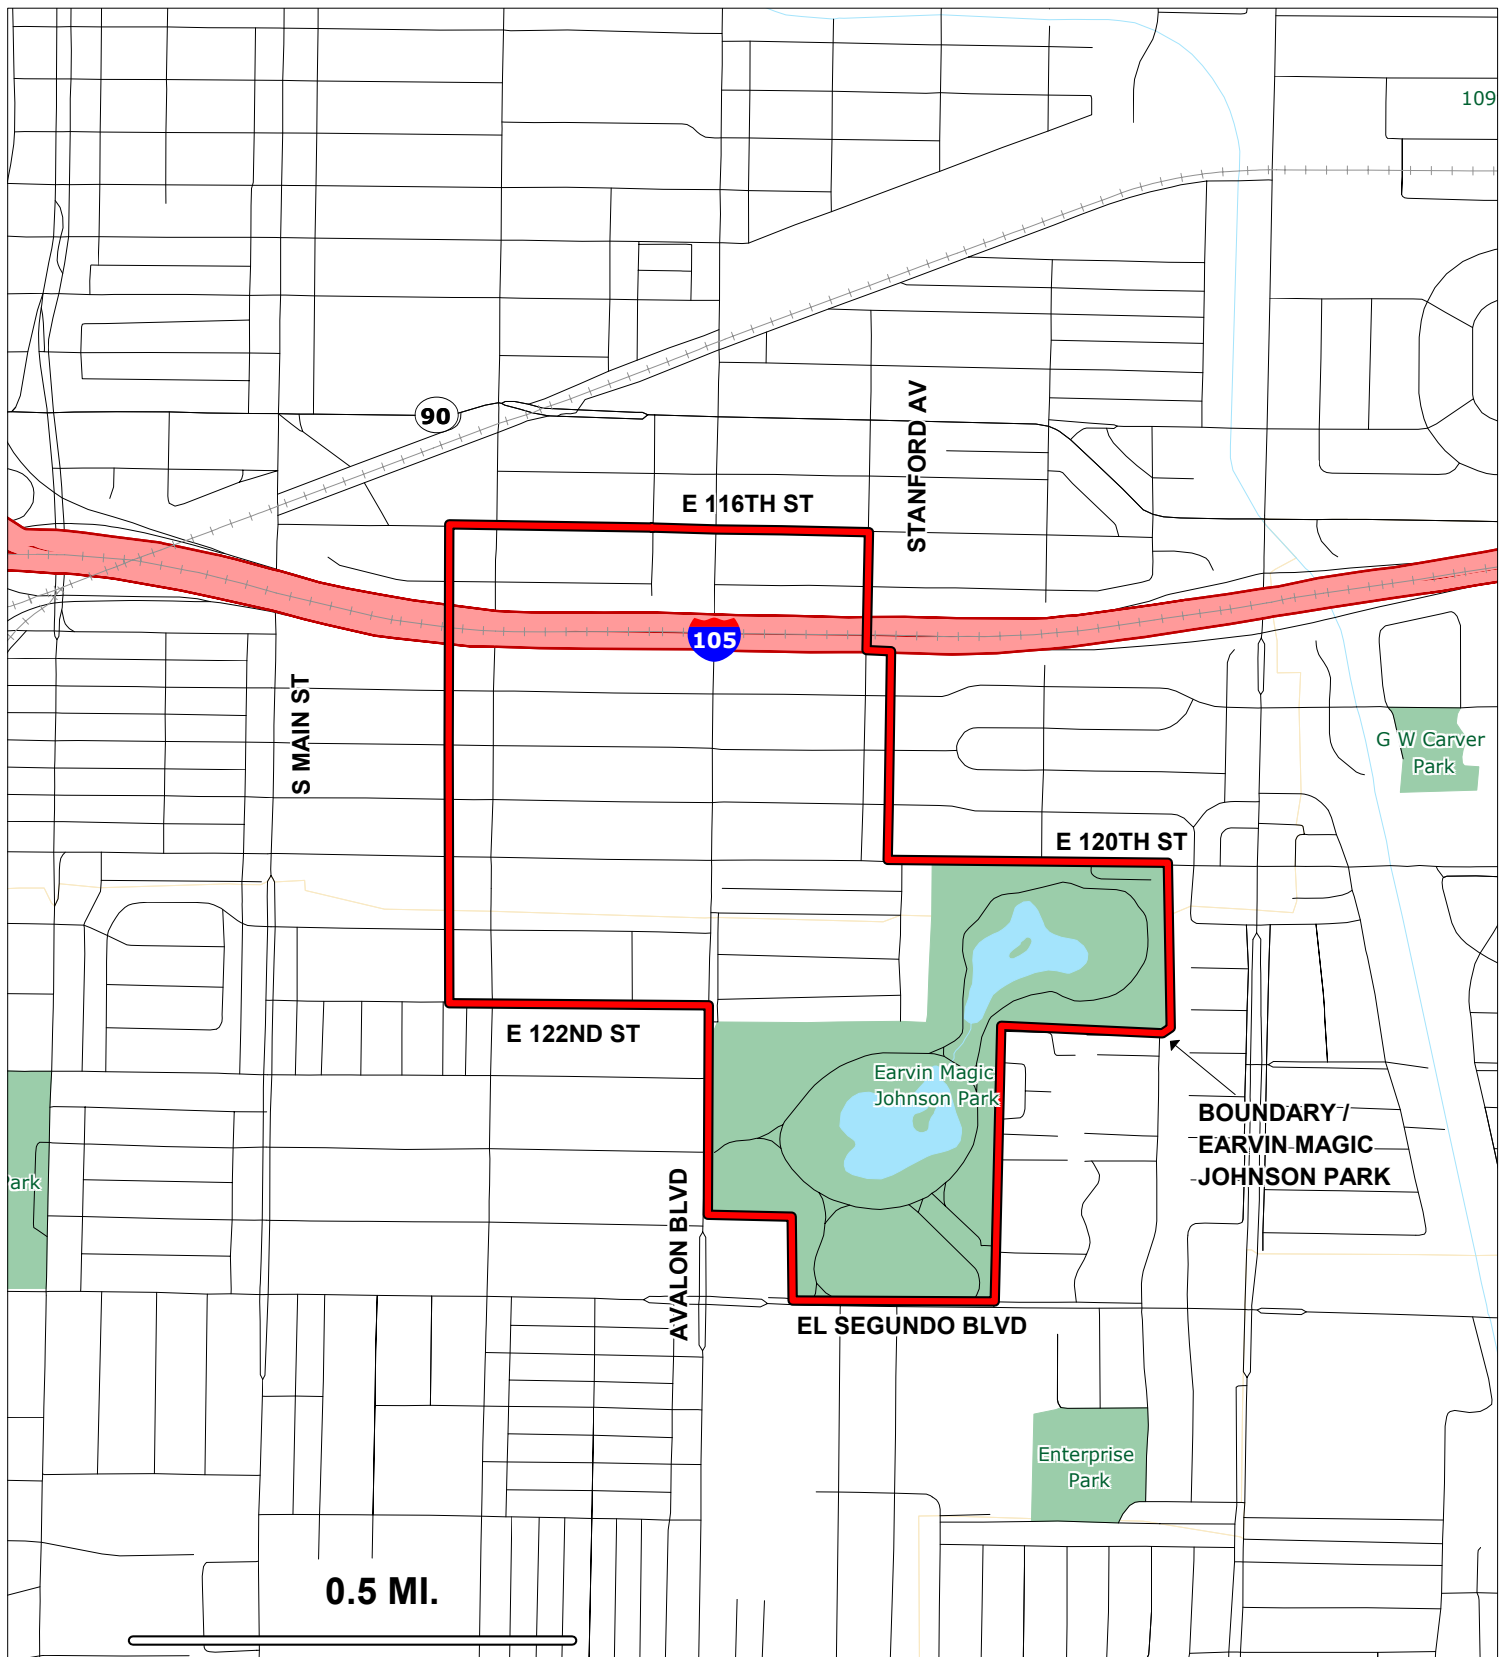 109
90
STANFORD AV
E 116TH ST
105
S MAIN ST
G W Carver
Park
E 120TH ST
E 122ND ST
Earvin Magic
Johnson Park
BOUNDARY /
EARVIN MAGIC
JOHNSON PARK
ark
AVALON BLVD
EL SEGUNDO BLVD
Enterprise
Park
0.5 MI.